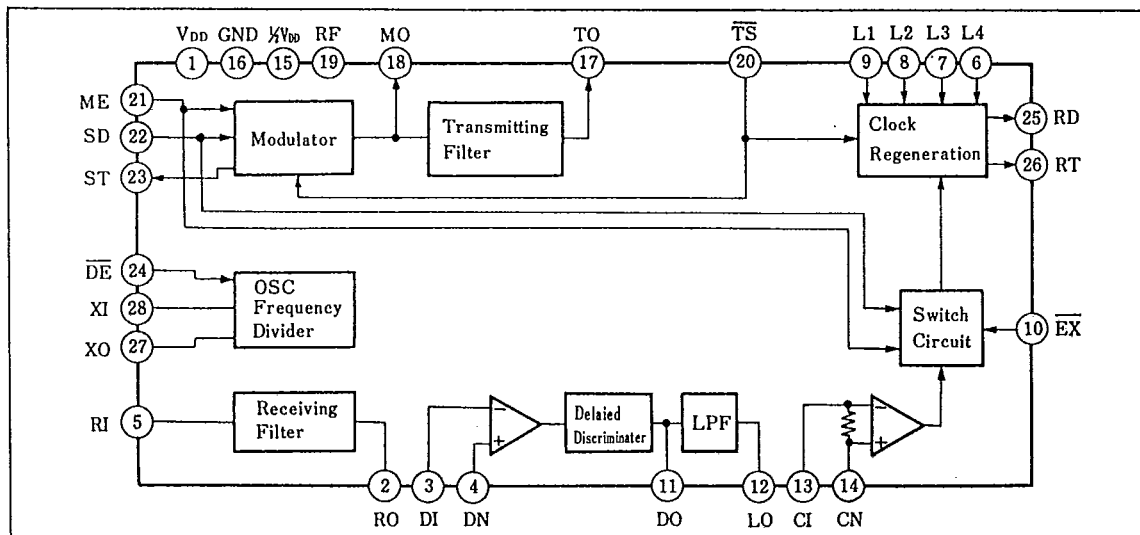 VDD GND ½VDD RF MO TO T̅S̅ L1 L2 L3 L4
1 16 15 19 18 17 20 9 8 7 6
ME 21
SD 22
ST 23
Modulator
Transmitting
Filter
Clock
Regeneration
25 RD
26 RT
D̅E̅ 24
XI 28
XO 27
OSC
Frequency
Divider
Switch
Circuit
10 E̅X̅
RI 5
Receiving
Filter
−
+
Delaied
Discriminater
LPF
−
+
2 3 4 11 12 13 14
RO DI DN DO LO CI CN